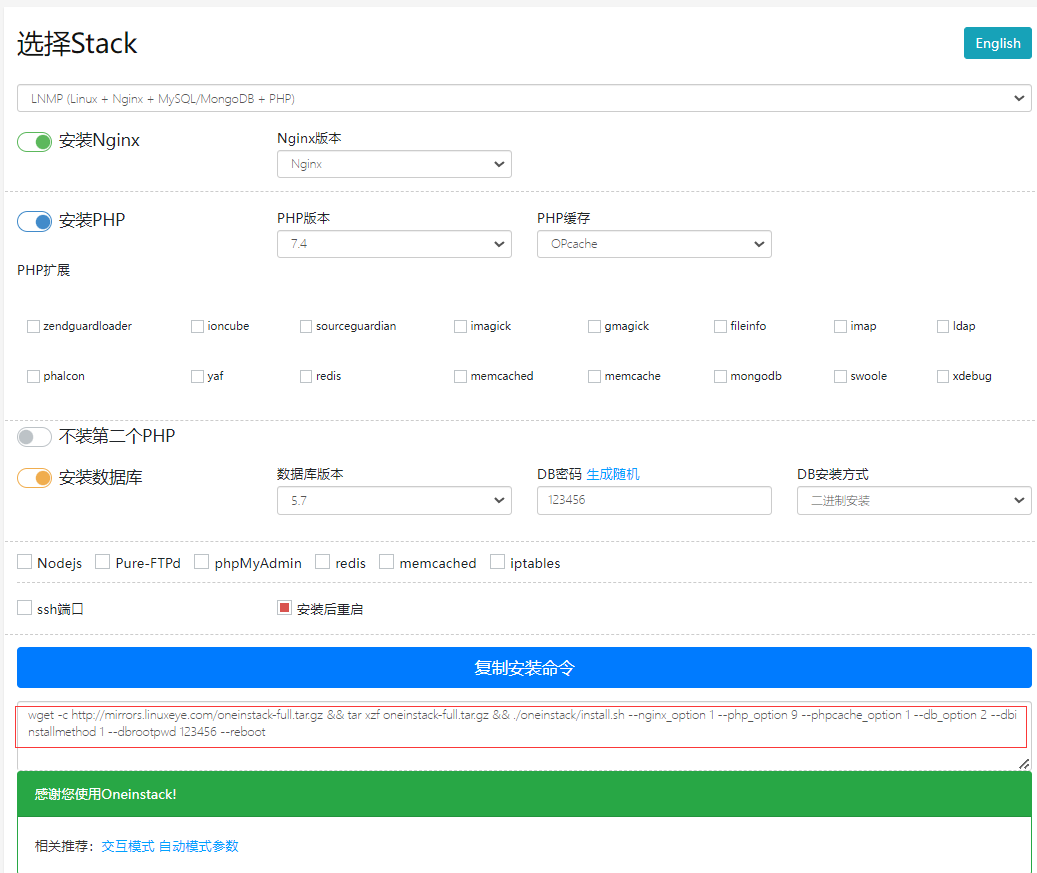 选择Stack
English
LNMP (Linux + Nginx + MySQL/MongoDB + PHP)
安装Nginx
Nginx版本
Nginx
安装PHP
PHP版本
PHP缓存
7.4
OPcache
PHP扩展
zendguardloader ioncube sourceguardian imagick gmagick fileinfo imap ldap
phalcon yaf redis memcached memcache mongodb swoole xdebug
不装第二个PHP
安装数据库
数据库版本
DB密码 生成随机
DB安装方式
5.7
123456
二进制安装
Nodejs Pure-FTPd phpMyAdmin redis memcached iptables
ssh端口
安装后重启
复制安装命令
wget -c http://mirrors.linuxeye.com/oneinstack-full.tar.gz && tar xzf oneinstack-full.tar.gz && ./oneinstack/install.sh --nginx_option 1 --php_option 9 --phpcache_option 1 --db_option 2 --dbi
nstallmethod 1 --dbrootpwd 123456 --reboot
感谢您使用Oneinstack!
相关推荐：交互模式 自动模式参数